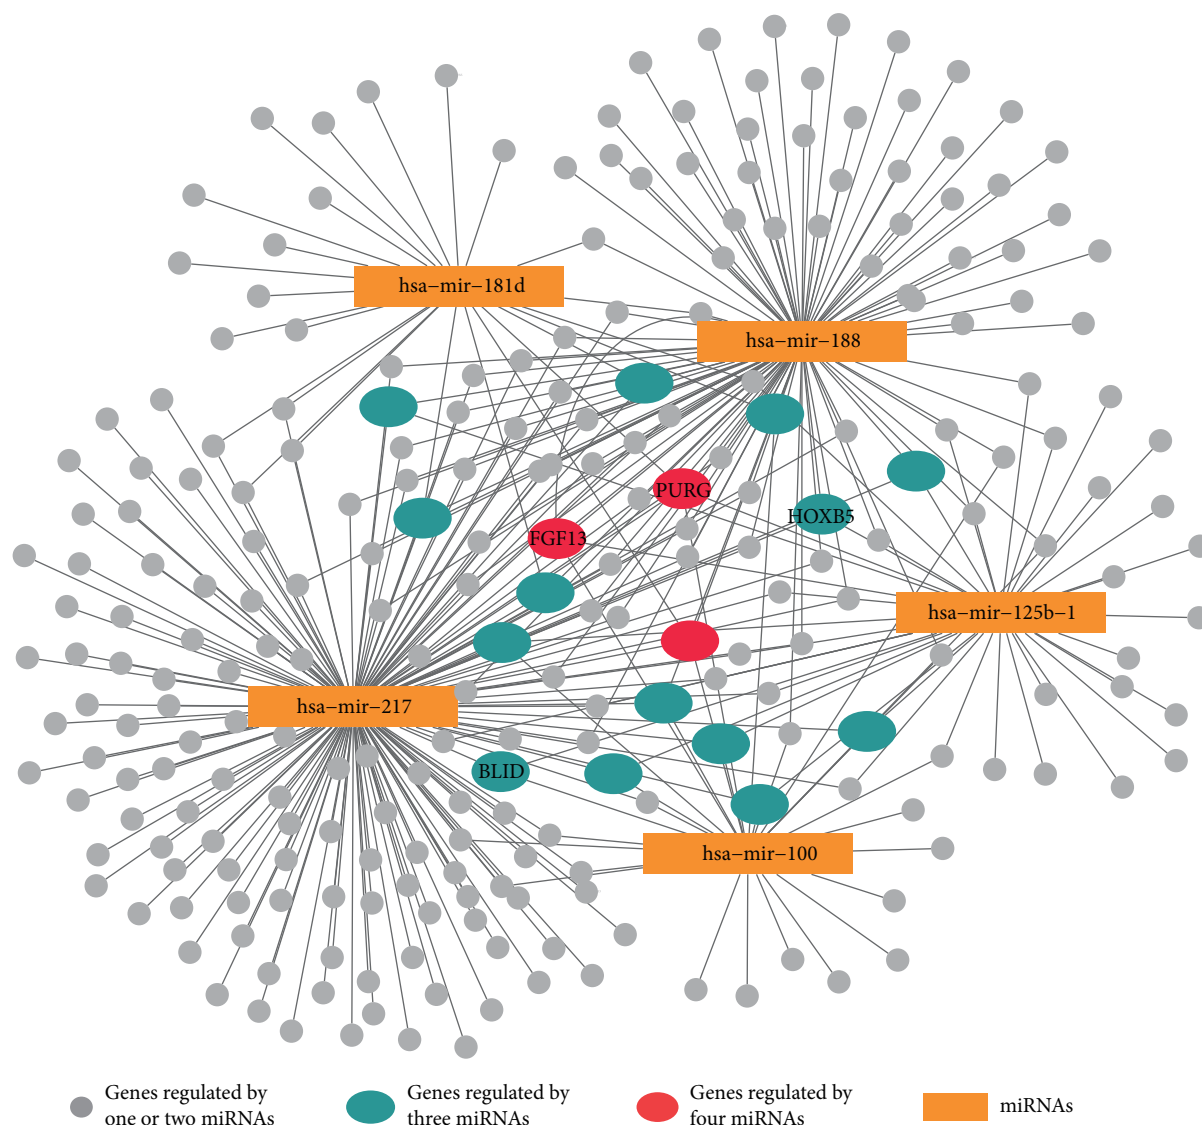 hsa−mir−181d
hsa−mir−188
PURG
HOXB5
FGF13
hsa−mir−125b−1
hsa−mir−217
BLID
hsa−mir−100
Genes regulated by
one or two miRNAs
Genes regulated by
three miRNAs
Genes regulated by
four miRNAs
miRNAs